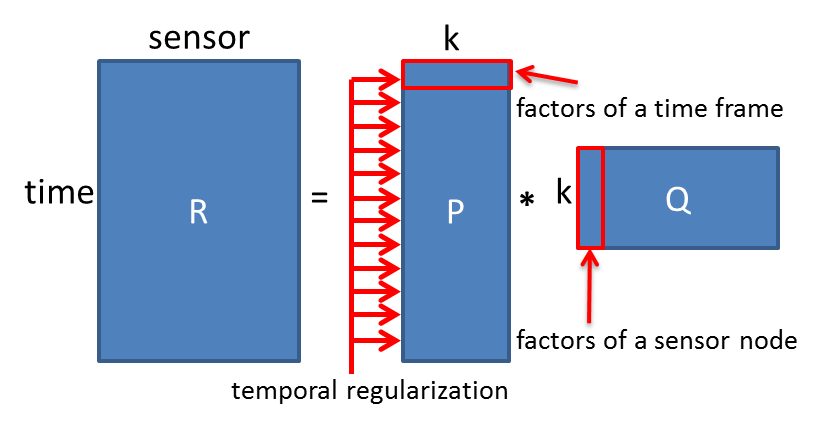 sensor
k
factors of a time frame
time
R
=
P
*
k
Q
factors of a sensor node
temporal regularization